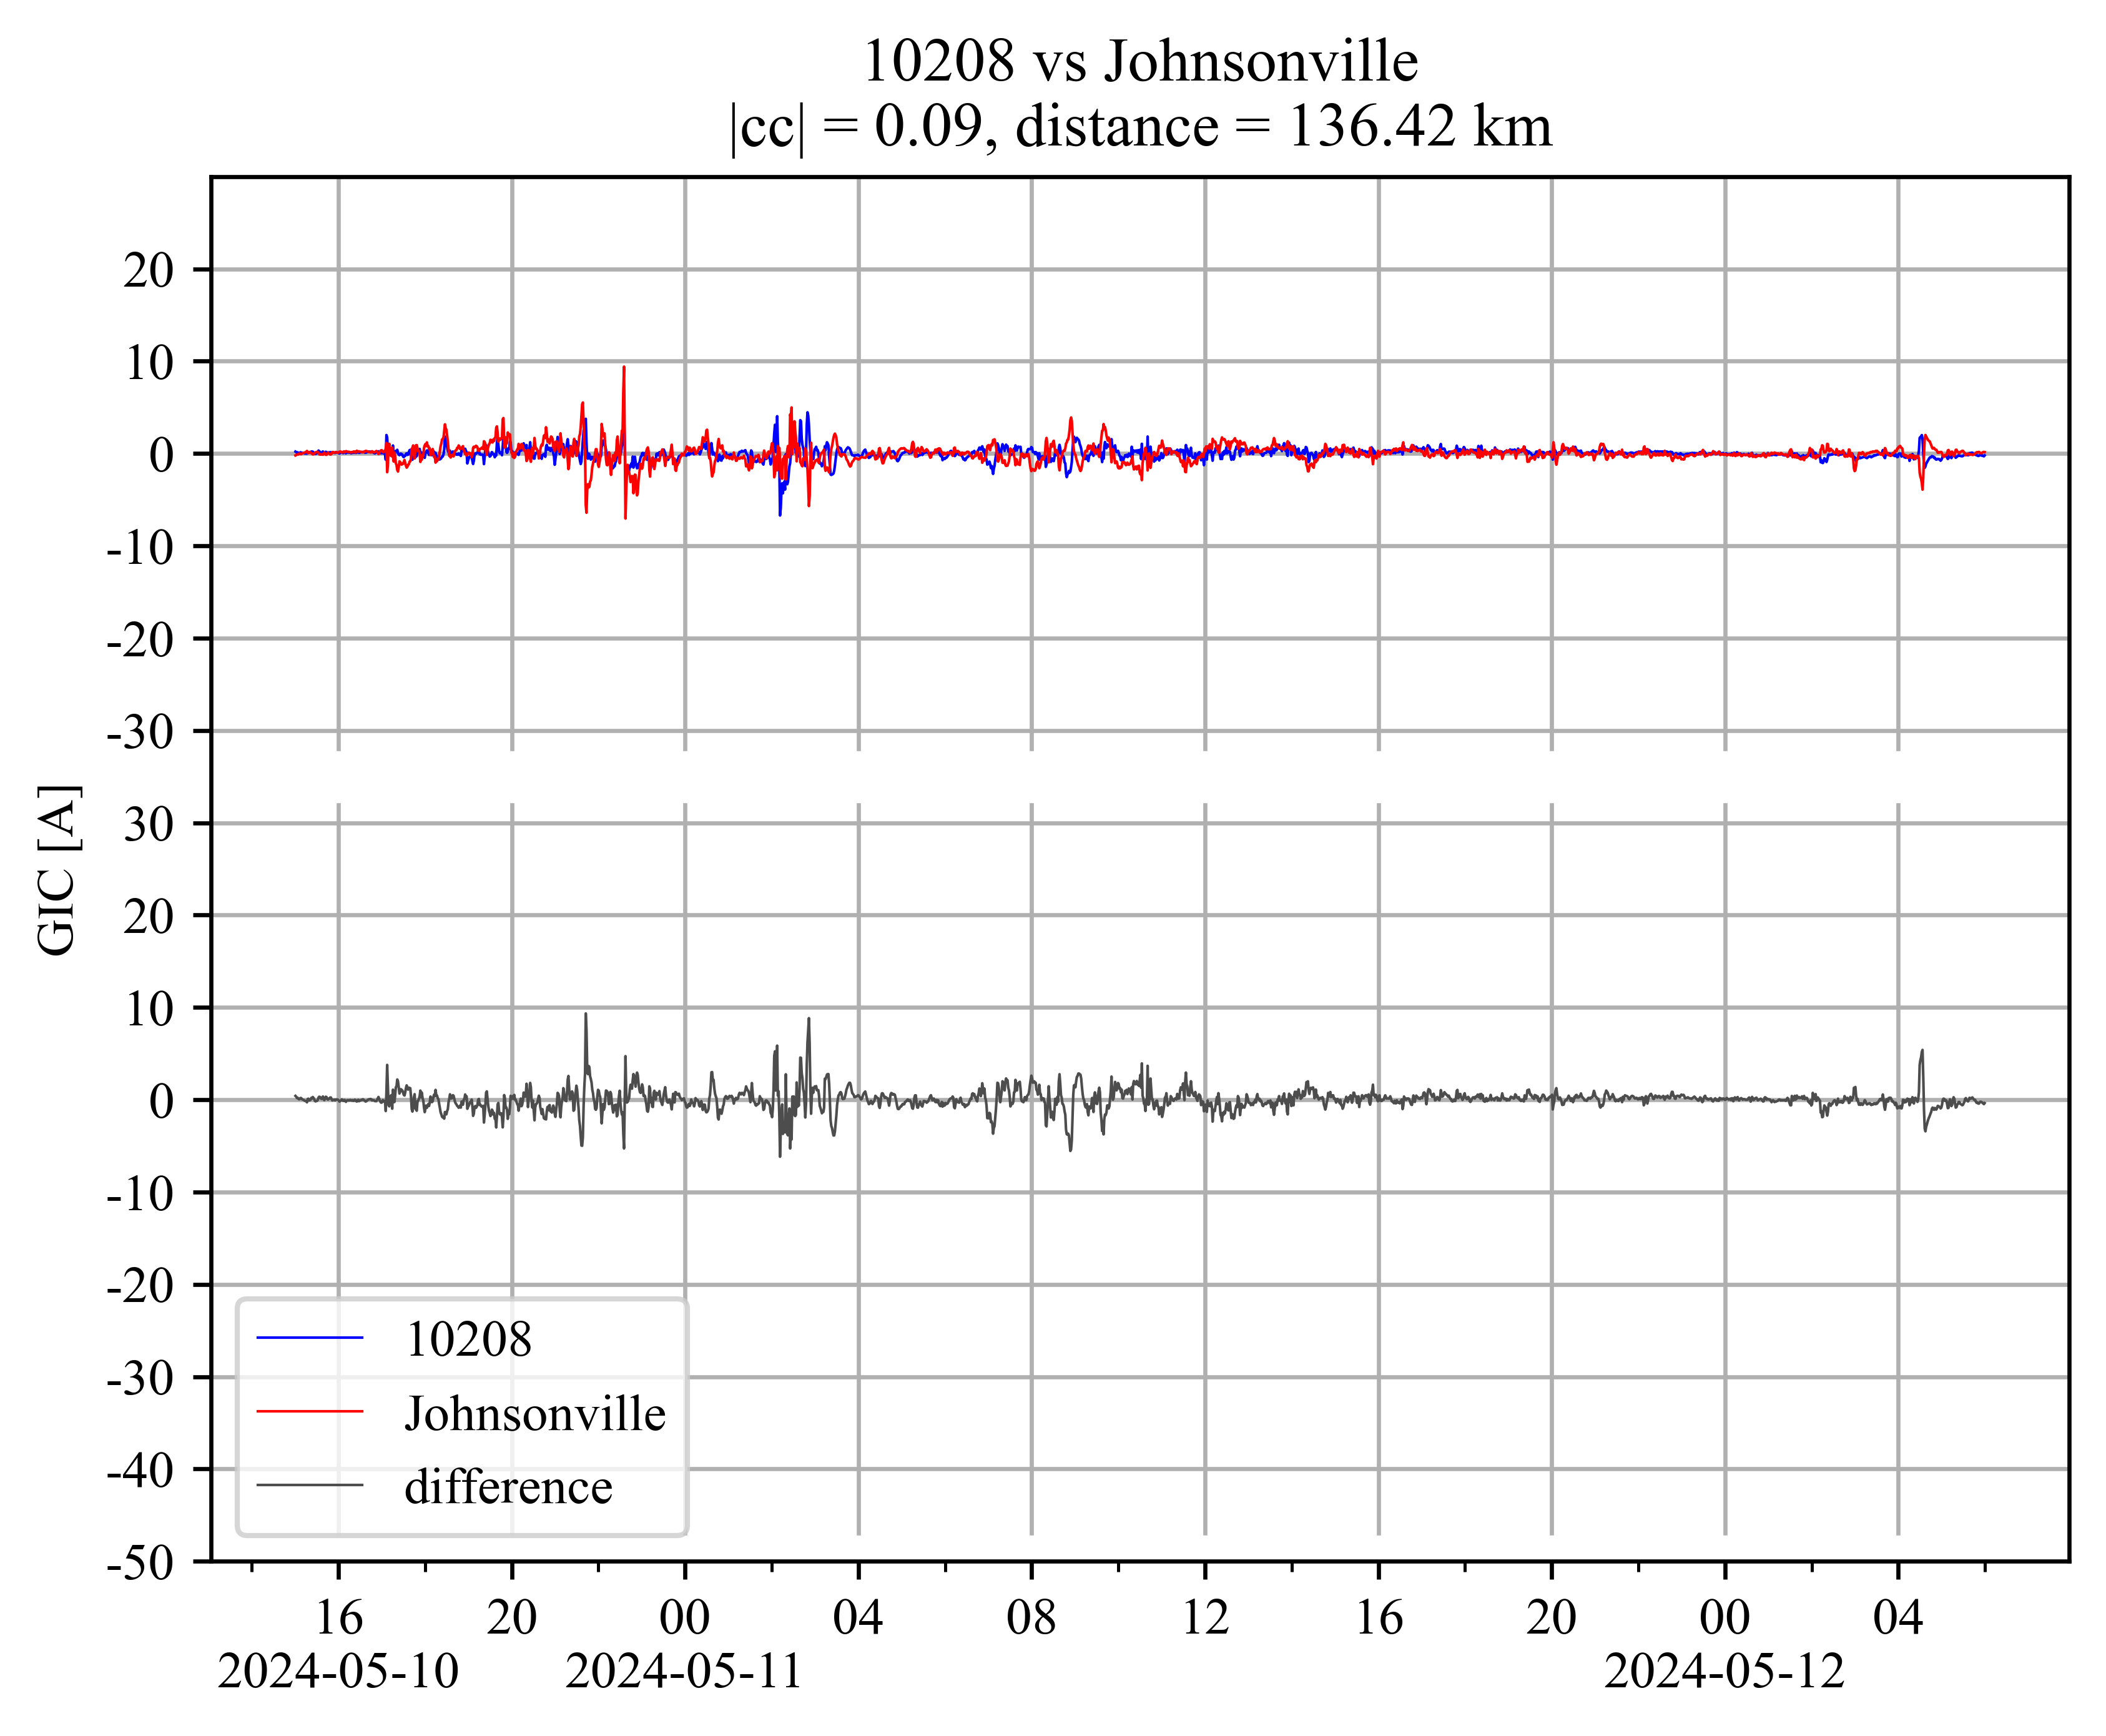 10208 vs Johnsonville
|cc| = 0.09, distance = 136.42 km
20
10
0
-10
-20
-30
30
20
10
0
-10
-20
-30
-40
-50
GIC [A]
10208
Johnsonville
difference
16 20 00 04 08 12 16 20 00 04
2024-05-10 2024-05-11 2024-05-12